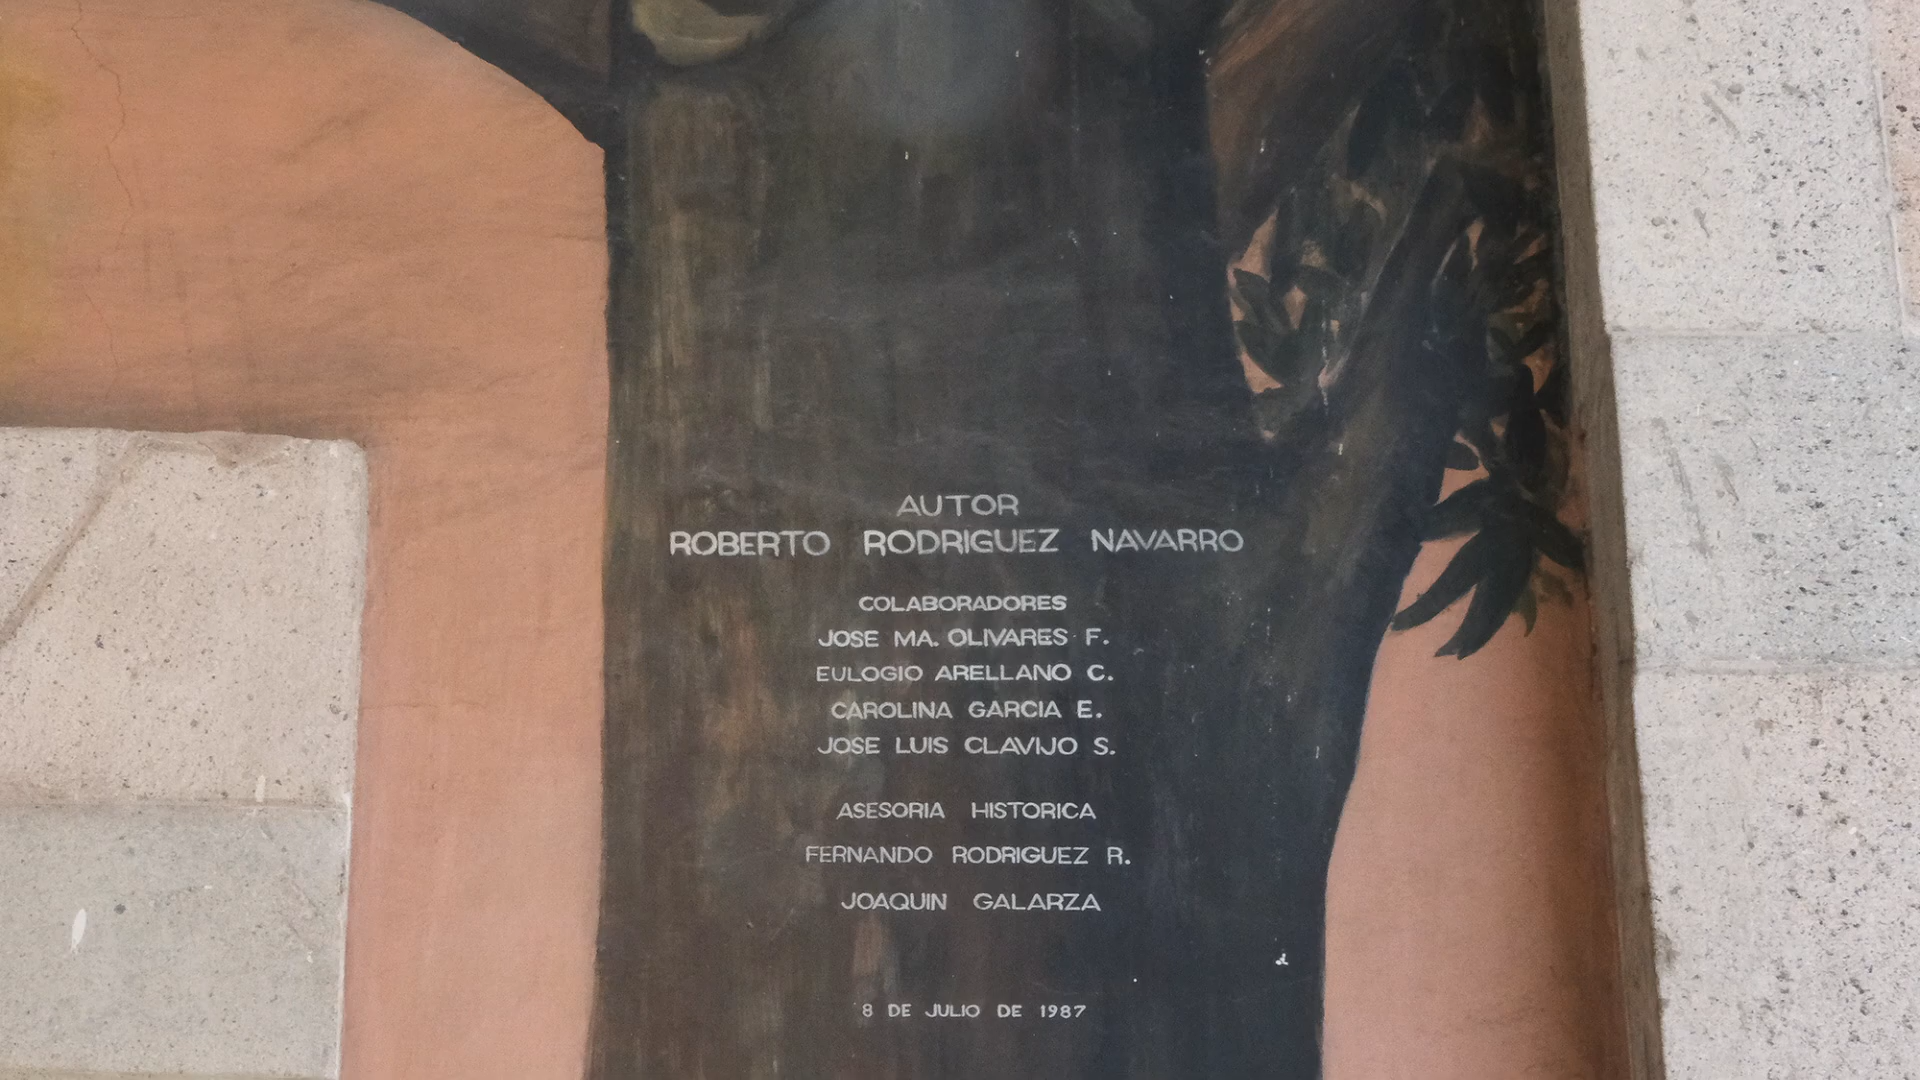 AUTOR
ROBERTO RODRIGUEZ NAVARRO
COLABORADORES
JOSE MA. OLIVARES F.
EULOGIO ARELLANO C.
CAROLINA GARCIA E.
JOSE LUIS CLAVIJO S.
ASESORIA HISTORICA
FERNANDO RODRIGUEZ R.
JOAQUIN GALARZA
8 DE JULIO DE 1987